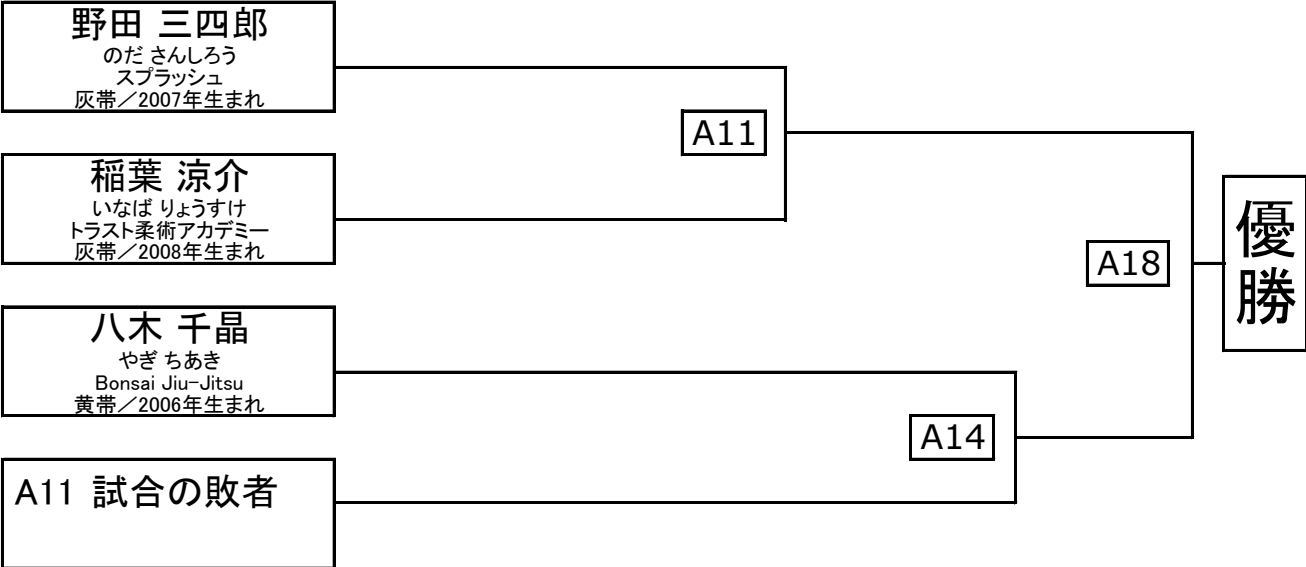 野田 三四郎
のだ さんしろう
スプラッシュ
灰帯／2007年生まれ
A11
稲葉 涼介
いなば りょうすけ
トラスト柔術アカデミー
灰帯／2008年生まれ
A18
優勝
八木 千晶
やぎ ちあき
Bonsai Jiu-Jitsu
黄帯／2006年生まれ
A14
A11 試合の敗者